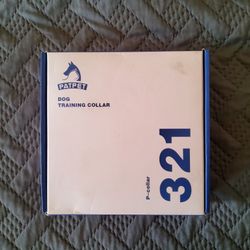 PATPET
DOG
TRAINING COLLAR
P-collar
321